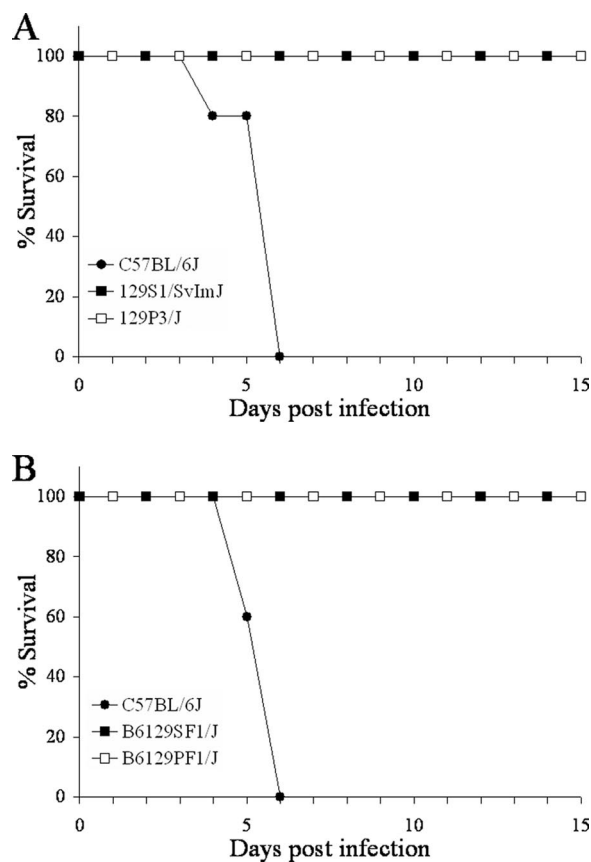 A
% Survival
100
80
60
40
20
0
C57BL/6J
129S1/SvImJ
129P3/J
0 5 10 15
Days post infection
B
% Survival
100
80
60
40
20
0
C57BL/6J
B6129SF1/J
B6129PF1/J
0 5 10 15
Days post infection